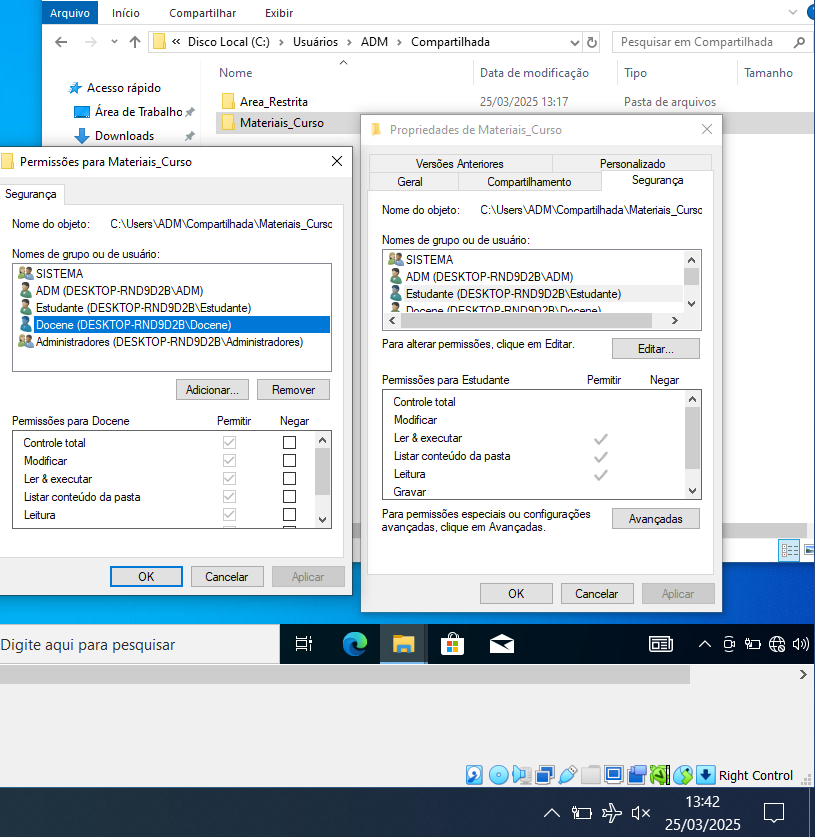 Arquivo Início Compartilhar Exibir
« Disco Local (C:) › Usuários › ADM › Compartilhada
Pesquisar em Compartilhada
Nome Data de modificação Tipo Tamanho
Acesso rápido
Área de Trabalho
Downloads
Area_Restrita 25/03/2025 13:17 Pasta de arquivos
Materiais_Curso
Permissões para Materiais_Curso
Segurança
Nome do objeto: C:\Users\ADM\Compartilhada\Materiais_Curso
Nomes de grupo ou de usuário:
SISTEMA
ADM (DESKTOP-RND9D2B\ADM)
Estudante (DESKTOP-RND9D2B\Estudante)
Docene (DESKTOP-RND9D2B\Docene)
Administradores (DESKTOP-RND9D2B\Administradores)
Adicionar... Remover
Permissões para Docene Permitir Negar
Controle total
Modificar
Ler & executar
Listar conteúdo da pasta
Leitura
OK Cancelar Aplicar
Propriedades de Materiais_Curso
Versões Anteriores Personalizado
Geral Compartilhamento Segurança
Nome do objeto: C:\Users\ADM\Compartilhada\Materiais_Curso
Nomes de grupo ou de usuário:
SISTEMA
ADM (DESKTOP-RND9D2B\ADM)
Estudante (DESKTOP-RND9D2B\Estudante)
Docene (DESKTOP-RND9D2B\Docene)
Para alterar permissões, clique em Editar. Editar...
Permissões para Estudante Permitir Negar
Controle total
Modificar
Ler & executar
Listar conteúdo da pasta
Leitura
Gravar
Para permissões especiais ou configurações
avançadas, clique em Avançadas. Avançadas
OK Cancelar Aplicar
Digite aqui para pesquisar
Right Control
13:42
25/03/2025